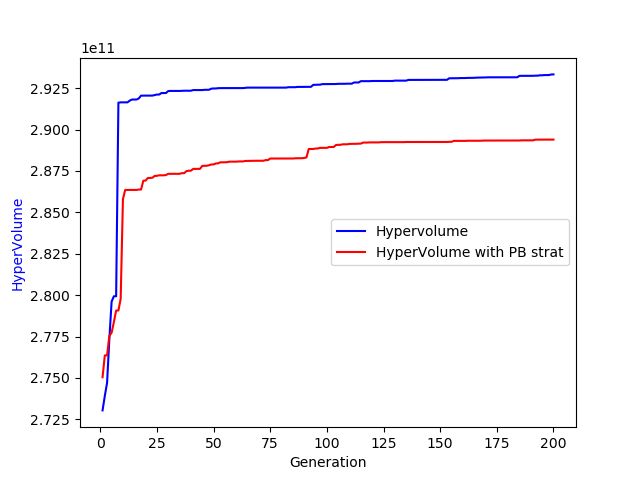 1e11
2.925
2.900
2.875
2.850
2.825
2.800
2.775
2.750
2.725
HyperVolume
Hypervolume
HyperVolume with PB strat
0 25 50 75 100 125 150 175 200
Generation